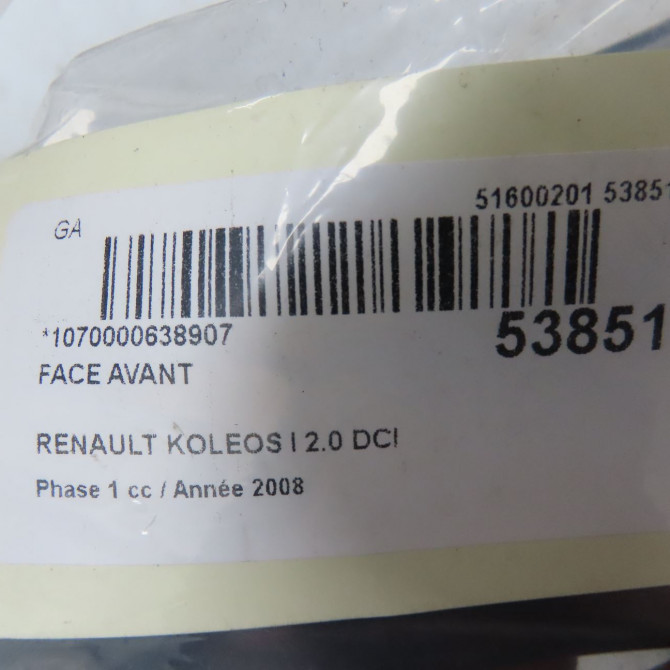 51600201 53851
GA
*1070000638907
53851
FACE AVANT
RENAULT KOLEOS I 2.0 DCI
Phase 1 cc / Année 2008